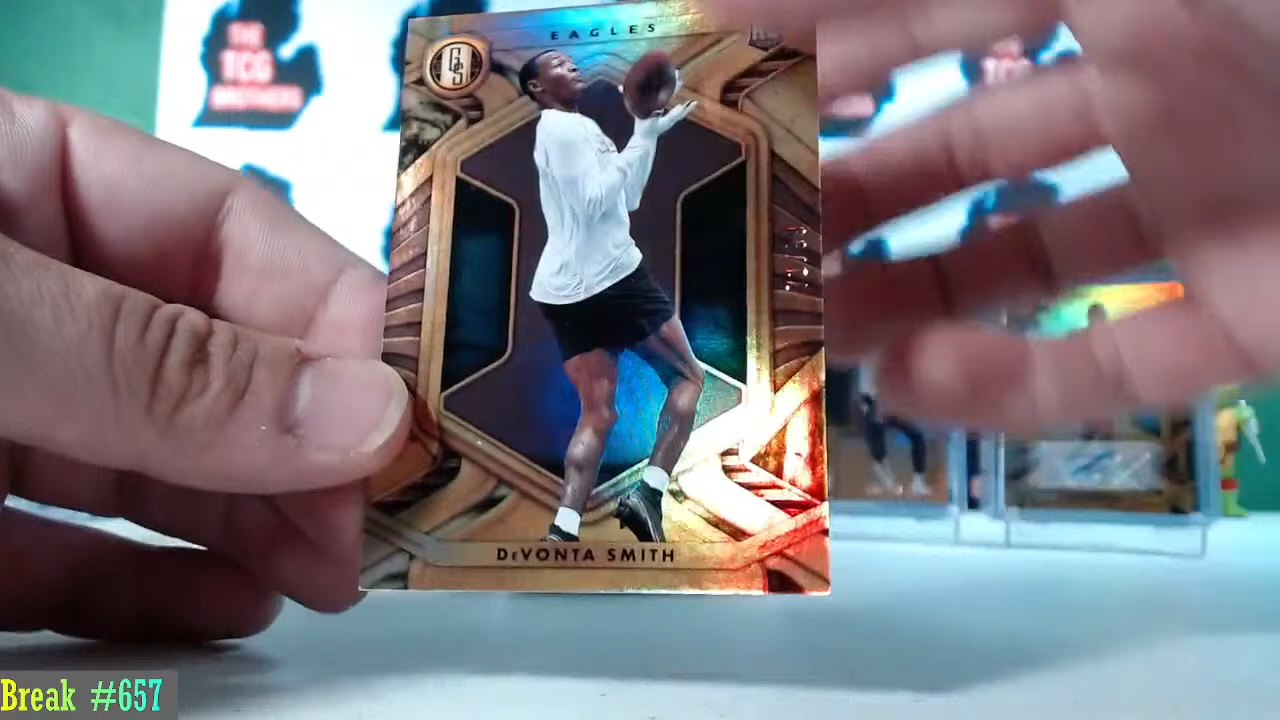 THE
TCG
BROTHERS
EAGLES
GS
DeVONTA SMITH
Break #657